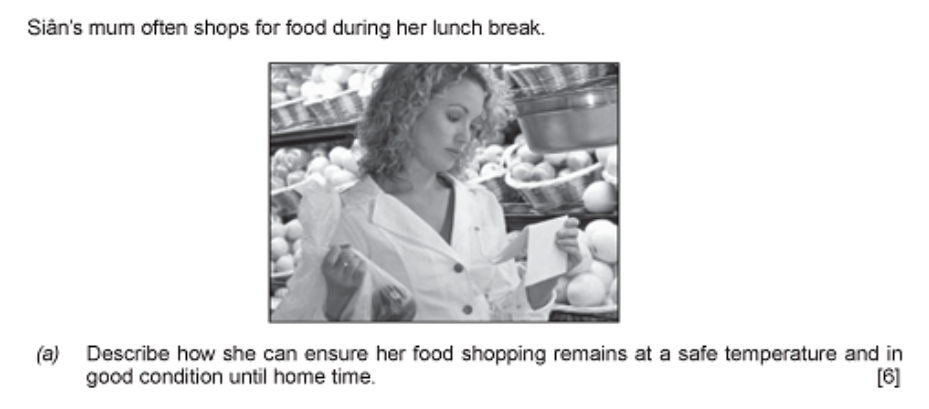 Siân's mum often shops for food during her lunch break.
(a) Describe how she can ensure her food shopping remains at a safe temperature and in
good condition until home time. [6]